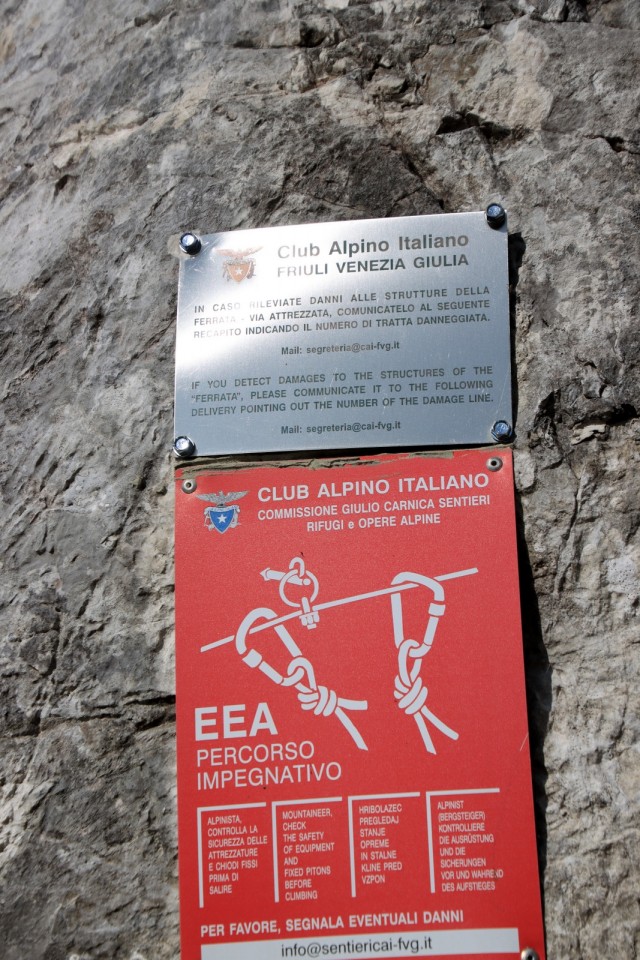 Club Alpino Italiano
FRIULI VENEZIA GIULIA
IN CASO RILEVIATE DANNI ALLE STRUTTURE DELLA
FERRATA - VIA ATTREZZATA, COMUNICATELO AL SEGUENTE
RECAPITO INDICANDO IL NUMERO DI TRATTA DANNEGGIATA.
Mail: segreteria@cai-fvg.it
IF YOU DETECT DAMAGES TO THE STRUCTURES OF THE
"FERRATA", PLEASE COMMUNICATE IT TO THE FOLLOWING
DELIVERY POINTING OUT THE NUMBER OF THE DAMAGE LINE.
Mail: segreteria@cai-fvg.it
CLUB ALPINO ITALIANO
COMMISSIONE GIULIO CARNICA SENTIERI
RIFUGI e OPERE ALPINE
EEA
PERCORSO
IMPEGNATIVO
ALPINISTA,
CONTROLLA LA
SICUREZZA DELLE
ATTREZZATURE
E CHIODI FISSI
PRIMA DI
SALIRE
MOUNTAINEER,
CHECK
THE SAFETY
OF EQUIPMENT
AND
FIXED PITONS
BEFORE
CLIMBING
HRIBOLAZEC
PREGLEDAJ
STANJE
OPREME
IN STALNE
KLINE PRED
VZPON
ALPINIST
(BERGSTEIGER)
KONTROLLIERE
DIE AUSRÜSTUNG
UND DIE
SICHERUNGEN
VOR UND WÄHREND
DES AUFSTIEGES
PER FAVORE, SEGNALA EVENTUALI DANNI
info@sentiericai-fvg.it